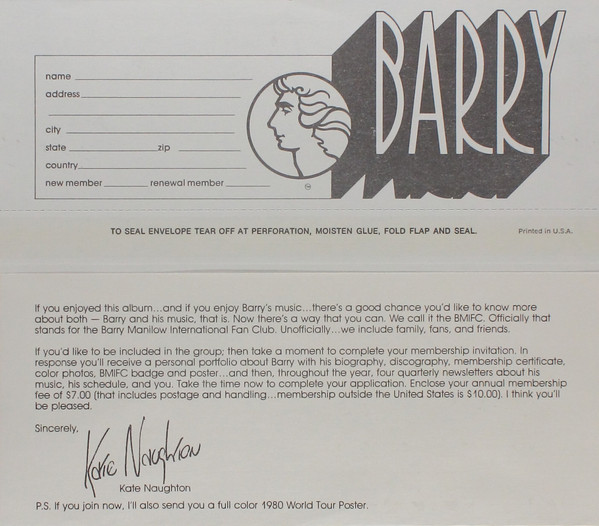 BARRY
name
address
city
state zip
country
new member renewal member
TM
TO SEAL ENVELOPE TEAR OFF AT PERFORATION, MOISTEN GLUE, FOLD FLAP AND SEAL.
Printed in U.S.A.
If you enjoyed this album...and if you enjoy Barry's music...there's a good chance you'd like to know more
about both — Barry and his music, that is. Now there's a way that you can. We call it the BMIFC. Officially that
stands for the Barry Manilow International Fan Club. Unofficially...we include family, fans, and friends.
If you'd like to be included in the group; then take a moment to complete your membership invitation. In
response you'll receive a personal portfolio about Barry with his biography, discography, membership certificate,
color photos, BMIFC badge and poster...and then, throughout the year, four quarterly newsletters about his
music, his schedule, and you. Take the time now to complete your application. Enclose your annual membership
fee of $7.00 (that includes postage and handling...membership outside the United States is $10.00). I think you'll
be pleased.
Sincerely,
Kate Naughton
Kate Naughton
P.S. If you join now, I'll also send you a full color 1980 World Tour Poster.